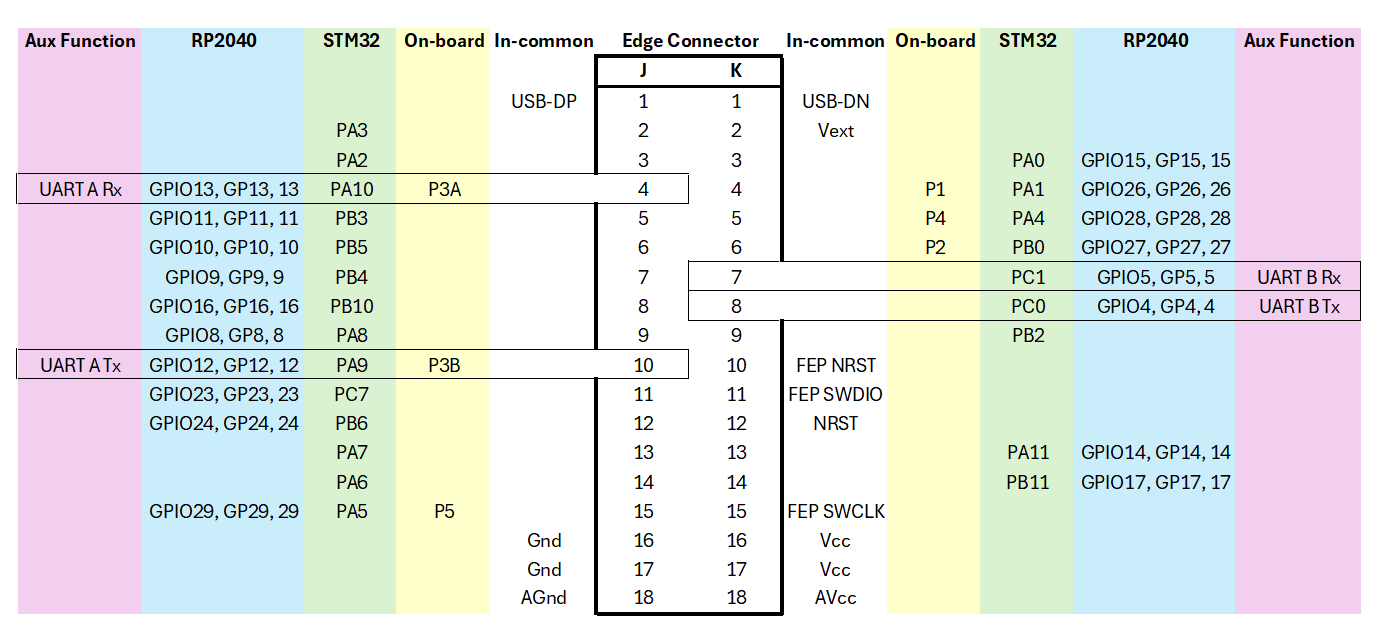 Aux Function RP2040 STM32 On-board In-common Edge Connector In-common On-board STM32 RP2040 Aux Function
J K
USB-DP 1 1 USB-DN
PA3 2 2 Vext
PA2 3 3 PA0 GPIO15, GP15, 15
UART A Rx GPIO13, GP13, 13 PA10 P3A 4 4 P1 PA1 GPIO26, GP26, 26
GPIO11, GP11, 11 PB3 5 5 P4 PA4 GPIO28, GP28, 28
GPIO10, GP10, 10 PB5 6 6 P2 PB0 GPIO27, GP27, 27
GPIO9, GP9, 9 PB4 7 7 PC1 GPIO5, GP5, 5 UART B Rx
GPIO16, GP16, 16 PB10 8 8 PC0 GPIO4, GP4, 4 UART B Tx
GPIO8, GP8, 8 PA8 9 9 PB2
UART A Tx GPIO12, GP12, 12 PA9 P3B 10 10 FEP NRST
GPIO23, GP23, 23 PC7 11 11 FEP SWDIO
GPIO24, GP24, 24 PB6 12 12 NRST
PA7 13 13 PA11 GPIO14, GP14, 14
PA6 14 14 PB11 GPIO17, GP17, 17
GPIO29, GP29, 29 PA5 P5 15 15 FEP SWCLK
Gnd 16 16 Vcc
Gnd 17 17 Vcc
AGnd 18 18 AVcc